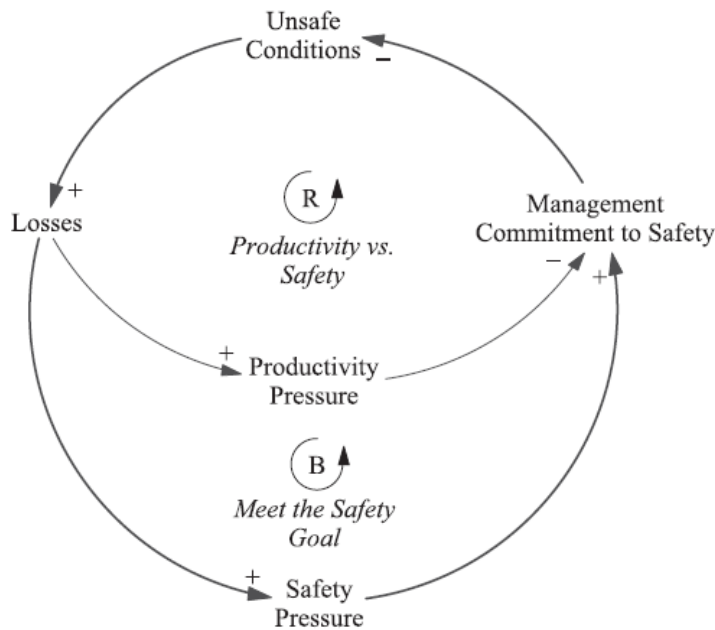 Unsafe
Conditions
–
+
Losses
R
Productivity vs.
Safety
Management
Commitment to Safety
–
+
+
Productivity
Pressure
B
Meet the Safety
Goal
+
Safety
Pressure